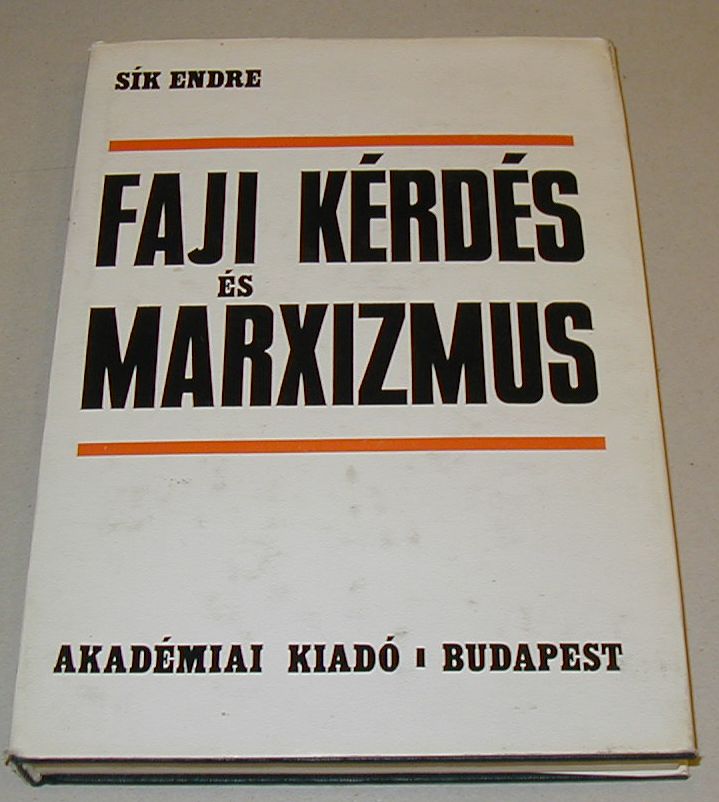 SÍK ENDRE
FAJI KÉRDÉS
ÉS
MARXIZMUS
AKADÉMIAI KIADÓ ▮ BUDAPEST